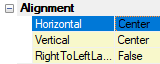 Alignment
Horizontal Center
Vertical Center
RightToLeftLa... False